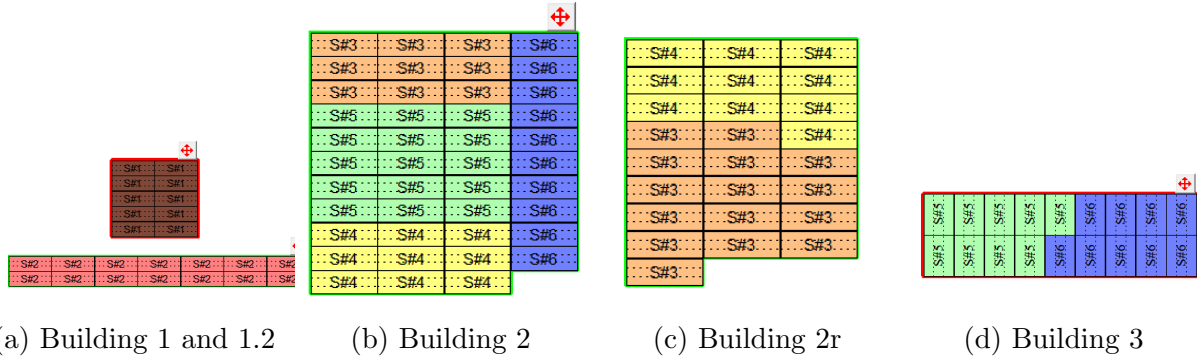 S#1 S#1
S#1 S#1
S#1 S#1
S#1 S#1
S#1 S#1
S#2 S#2 S#2 S#2 S#2 S#2 S#2
S#2 S#2 S#2 S#2 S#2 S#2 S#2
S#3 S#3 S#3 S#6
S#3 S#3 S#3 S#6
S#3 S#3 S#3 S#6
S#5 S#5 S#5 S#6
S#5 S#5 S#5 S#6
S#5 S#5 S#5 S#6
S#5 S#5 S#5 S#6
S#5 S#5 S#5 S#6
S#4 S#4 S#4 S#6
S#4 S#4 S#4 S#6
S#4 S#4 S#4
S#4 S#4 S#4
S#4 S#4 S#4
S#4 S#4 S#4
S#3 S#3 S#4
S#3 S#3 S#3
S#3 S#3 S#3
S#3 S#3 S#3
S#3 S#3 S#3
S#3
S#5 S#5 S#5 S#5 S#5 S#6 S#6 S#6 S#6
S#5 S#5 S#5 S#5 S#6 S#6 S#6 S#6 S#6
(a) Building 1 and 1.2 (b) Building 2 (c) Building 2r (d) Building 3